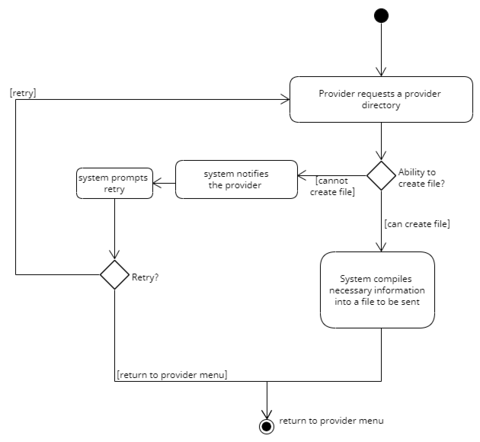 Provider requests a provider
directory
[retry]
Ability to
create file?
[cannot
create file]
system notifies
the provider
system prompts
retry
[can create file]
System compiles
necessary information
into a file to be sent
Retry?
[return to provider menu]
return to provider menu